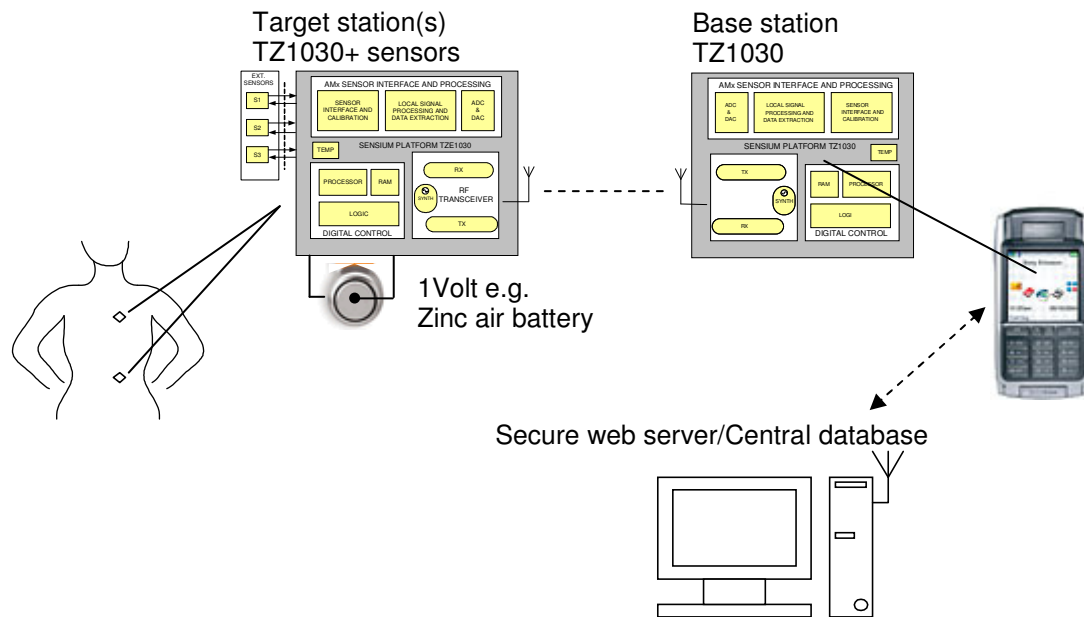 Target station(s)
TZ1030+ sensors
Base station
TZ1030
EXT.
SENSORS
S1
S2
S3
AMx SENSOR INTERFACE AND PROCESSING
SENSOR
INTERFACE AND
CALIBRATION
LOCAL SIGNAL
PROCESSING AND
DATA EXTRACTION
ADC
&
DAC
TEMP
SENSIUM PLATFORM TZE1030
PROCESSOR
RAM
LOGIC
DIGITAL CONTROL
RX
SYNTH
RF
TRANSCEIVER
TX
AMx SENSOR INTERFACE AND PROCESSING
ADC
&
DAC
LOCAL SIGNAL
PROCESSING AND
DATA EXTRACTION
SENSOR
INTERFACE AND
CALIBRATION
SENSIUM PLATFORM TZ1030
TEMP
TX
SYNTH
RX
RAM
PROCESSOR
LOGI
DIGITAL CONTROL
1Volt e.g.
Zinc air battery
Sony Ericsson
Secure web server/Central database